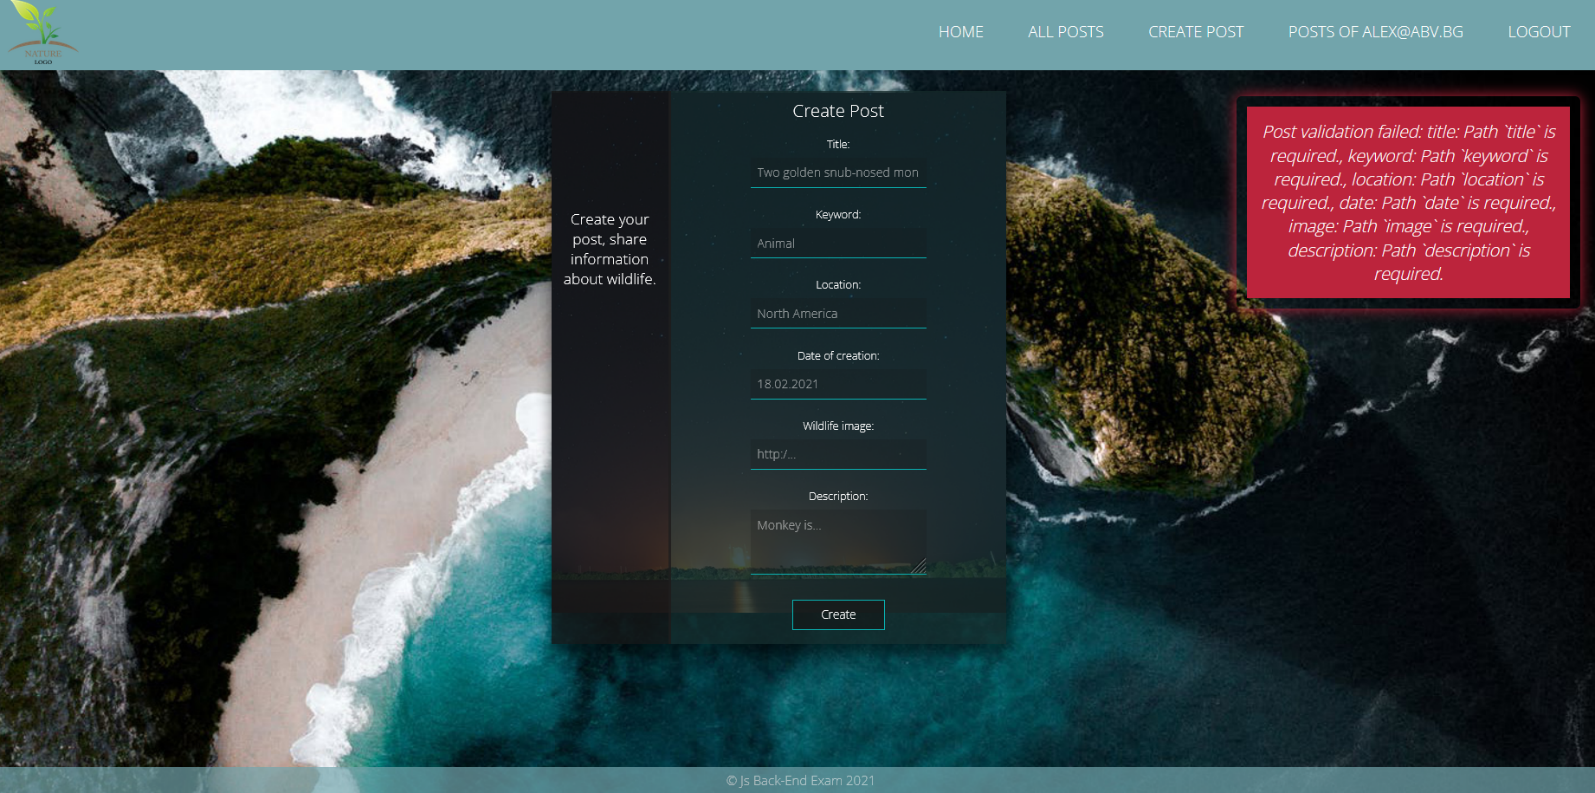 NATURE
LOGO
HOME
ALL POSTS
CREATE POST
POSTS OF ALEX@ABV.BG
LOGOUT
Create your
post, share
information
about wildlife.
Create Post
Title:
Two golden snub-nosed mon
Keyword:
Animal
Location:
North America
Date of creation:
18.02.2021
Wildlife image:
http:/...
Description:
Monkey is...
Create
Post validation failed: title: Path `title` is
required., keyword: Path `keyword` is
required., location: Path `location` is
required., date: Path `date` is required.,
image: Path `image` is required.,
description: Path `description` is
required.
© Js Back-End Exam 2021